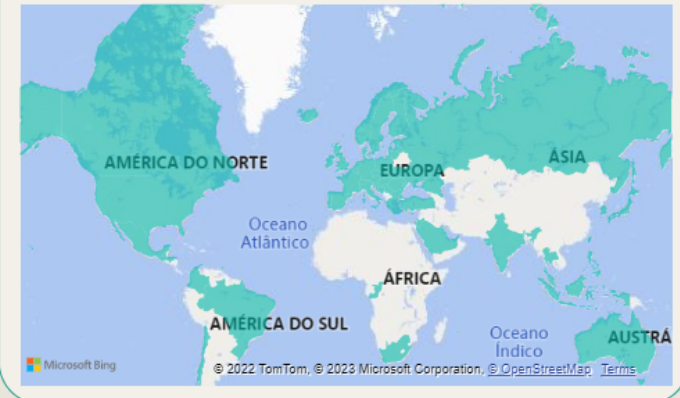 AMÉRICA DO NORTE
EUROPA
ÁSIA
Oceano
Atlântico
ÁFRICA
AMÉRICA DO SUL
Oceano
Índico
AUSTRÁ
Microsoft Bing
© 2022 TomTom, © 2023 Microsoft Corporation, © OpenStreetMap Terms